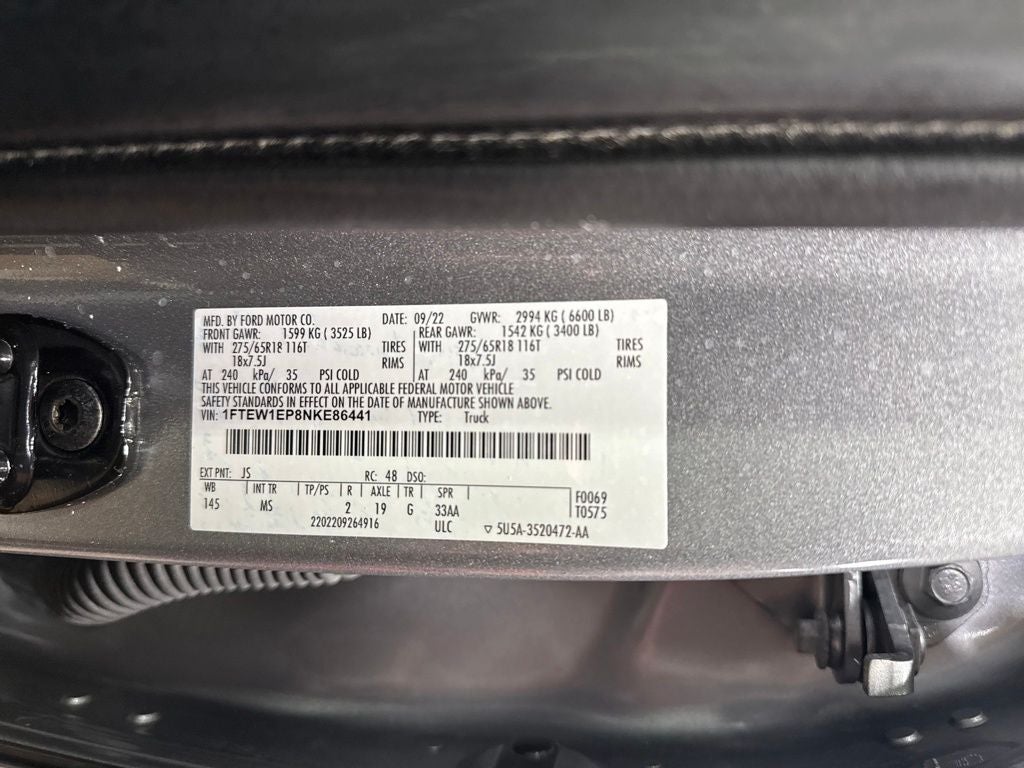 MFD. BY FORD MOTOR CO. DATE: 09/22 GVWR: 2994 KG ( 6600 LB)
FRONT GAWR: 1599 KG ( 3525 LB) REAR GAWR: 1542 KG ( 3400 LB)
WITH 275/65R18 116T TIRES WITH 275/65R18 116T TIRES
18x7.5J RIMS 18x7.5J RIMS
AT 240 kPa/ 35 PSI COLD AT 240 kPa/ 35 PSI COLD
THIS VEHICLE CONFORMS TO ALL APPLICABLE FEDERAL MOTOR VEHICLE
SAFETY STANDARDS IN EFFECT ON THE DATE OF MANUFACTURE SHOWN ABOVE.
VIN: 1FTEW1EP8NKE86441 TYPE: Truck
EXT PNT: JS RC: 48 DSO:
WB INT TR TP/PS R AXLE TR SPR F0069
145 MS 2 19 G 33AA T0575
2202209264916 ULC ▽ 5U5A-3520472-AA